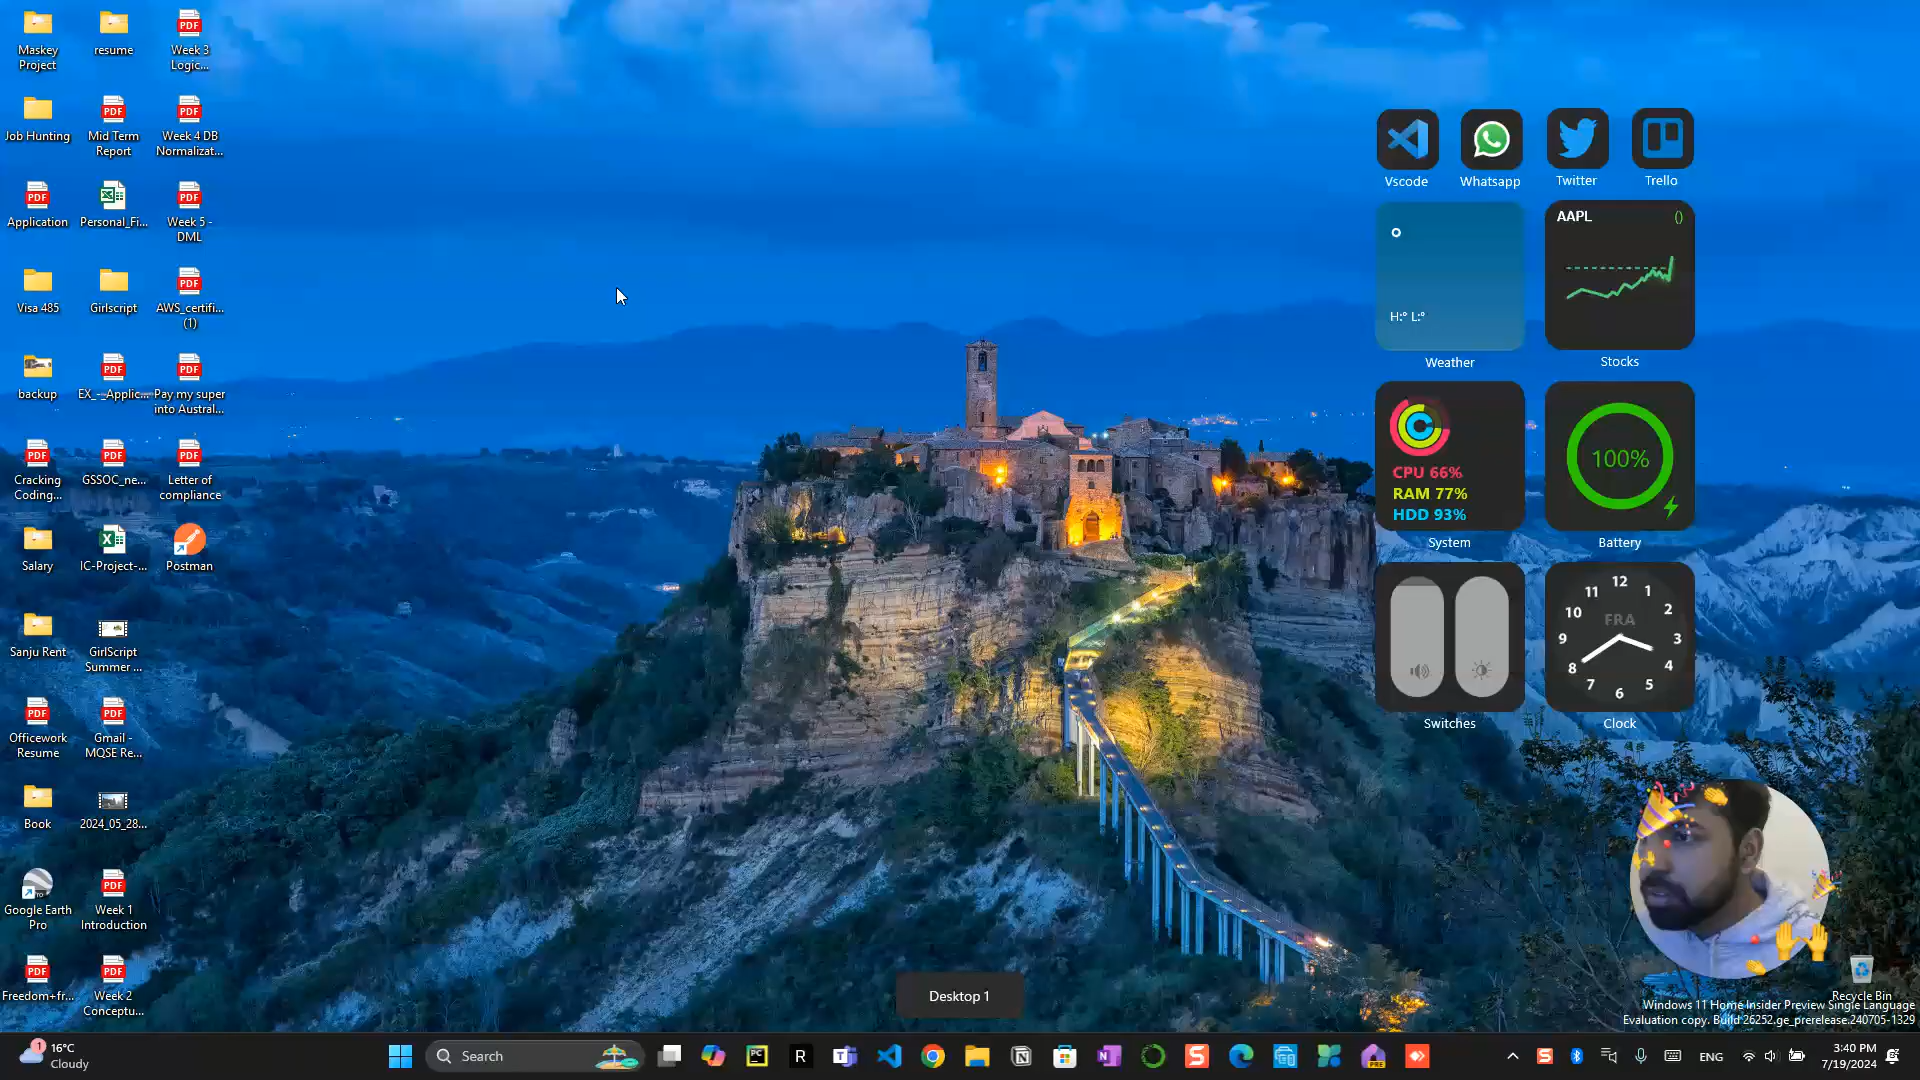 Maskey
Project
resume
Week 3
Logic...
Job Hunting
Mid Term
Report
Week 4 DB
Normalizat...
Application
Personal_Fi...
Week 5 -
DML
Visa 485
Girlscript
AWS_certifi...
(1)
backup
EX_-_Applic...
Pay my super
into Austral...
Cracking
Coding...
GSSOC_ne...
Letter of
compliance
Salary
IC-Project-...
Postman
Sanju Rent
GirlScript
Summer ...
Officework
Resume
Gmail -
MQSE Re...
Book
2024_05_28...
Google Earth
Pro
Week 1
Introduction
Freedom+fr...
Week 2
Conceptu...
Vscode
Whatsapp
Twitter
Trello
H:° L:°
Weather
AAPL ()
Stocks
CPU 66%
RAM 77%
HDD 93%
System
100%
Battery
Switches
FRA
12 1 2 3 4 5 6 7 8 9 10 11
Clock
Desktop 1
Recycle Bin
Windows 11 Home Insider Preview Single Language
Evaluation copy. Build 26252.ge_prerelease.240705-1329
1
16°C
Cloudy
Search
ENG
3:40 PM
7/19/2024